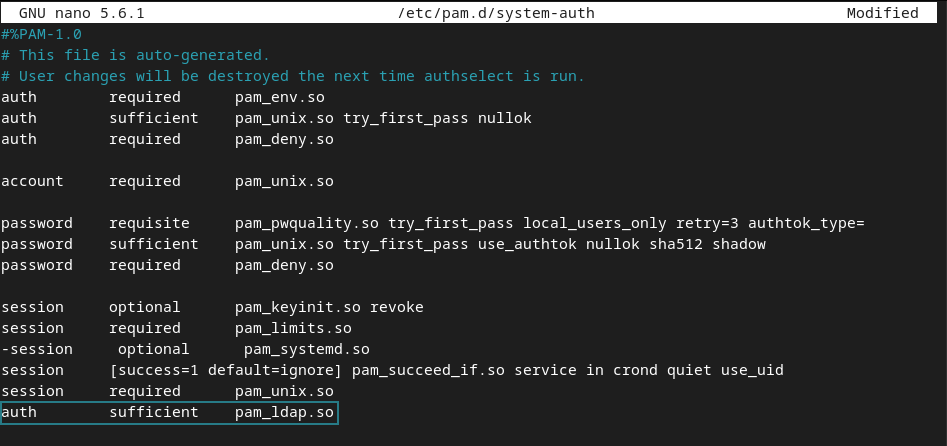 GNU nano 5.6.1 /etc/pam.d/system-auth Modified
#%PAM-1.0
# This file is auto-generated.
# User changes will be destroyed the next time authselect is run.
auth        required      pam_env.so
auth        sufficient    pam_unix.so try_first_pass nullok
auth        required      pam_deny.so
account     required      pam_unix.so
password    requisite     pam_pwquality.so try_first_pass local_users_only retry=3 authtok_type=
password    sufficient    pam_unix.so try_first_pass use_authtok nullok sha512 shadow
password    required      pam_deny.so
session     optional      pam_keyinit.so revoke
session     required      pam_limits.so
-session     optional      pam_systemd.so
session     [success=1 default=ignore] pam_succeed_if.so service in crond quiet use_uid
session     required      pam_unix.so
auth        sufficient    pam_ldap.so